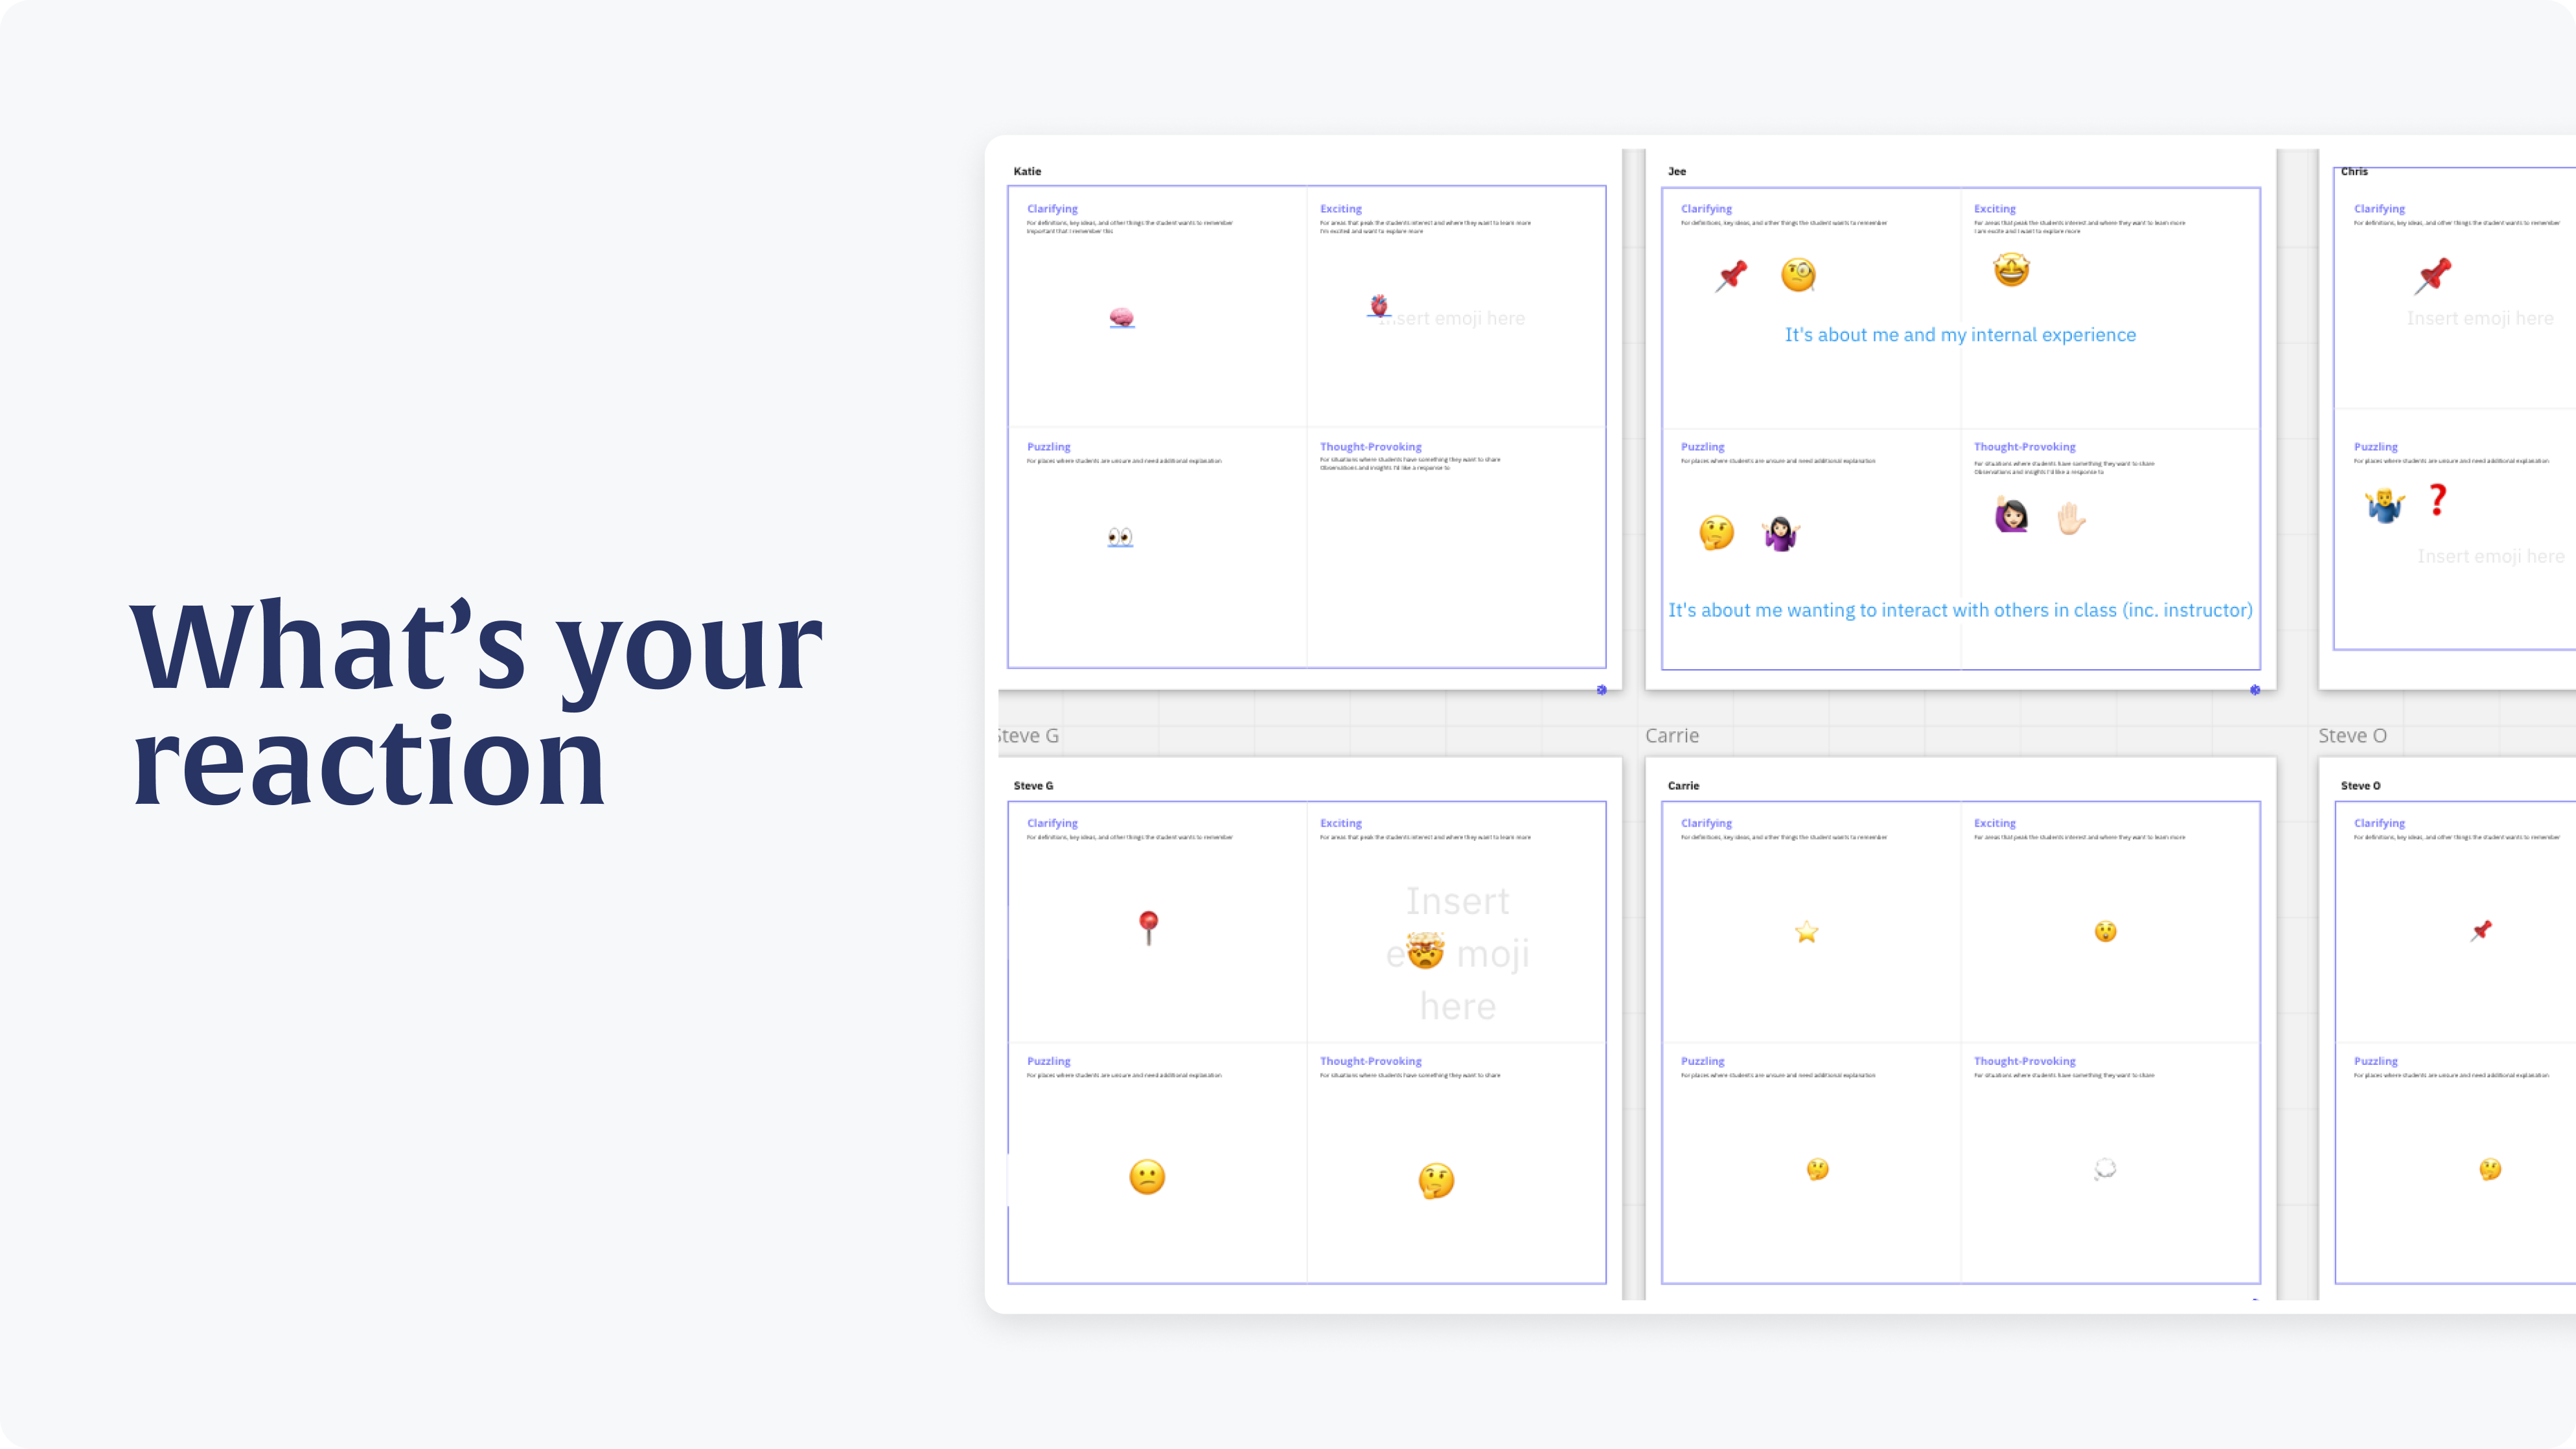 What's your
reaction
Katie
Clarifying
For definitions, key ideas, and other things the student wants to remember
Important that I remember this
Exciting
For areas that peak the students interest and where they want to learn more
I'm excited and want to explore more
Insert emoji here
Puzzling
For places where students are unsure and need additional explanation
Thought-Provoking
For situations where students have something they want to share
Observations and insights I'd like a response to
Jee
Clarifying
For definitions, key ideas, and other things the student wants to remember
Exciting
For areas that peak the students interest and where they want to learn more
I am excite and I want to explore more
It's about me and my internal experience
Puzzling
For places where students are unsure and need additional explanation
Thought-Provoking
For situations where students have something they want to share
Observations and insights I'd like a response to
It's about me wanting to interact with others in class (inc. instructor)
Chris
Clarifying
For definitions, key ideas, and other things the student wants to remember
Insert emoji here
Puzzling
For places where students are unsure and need additional explanation
Insert emoji here
Steve G
Carrie
Steve O
Steve G
Clarifying
For definitions, key ideas, and other things the student wants to remember
Exciting
For areas that peak the students interest and where they want to learn more
Insert
e moji
here
Puzzling
For places where students are unsure and need additional explanation
Thought-Provoking
For situations where students have something they want to share
Carrie
Clarifying
For definitions, key ideas, and other things the student wants to remember
Exciting
For areas that peak the students interest and where they want to learn more
Puzzling
For places where students are unsure and need additional explanation
Thought-Provoking
For situations where students have something they want to share
Steve O
Clarifying
For definitions, key ideas, and other things the student wants to remember
Puzzling
For places where students are unsure and need additional explanation